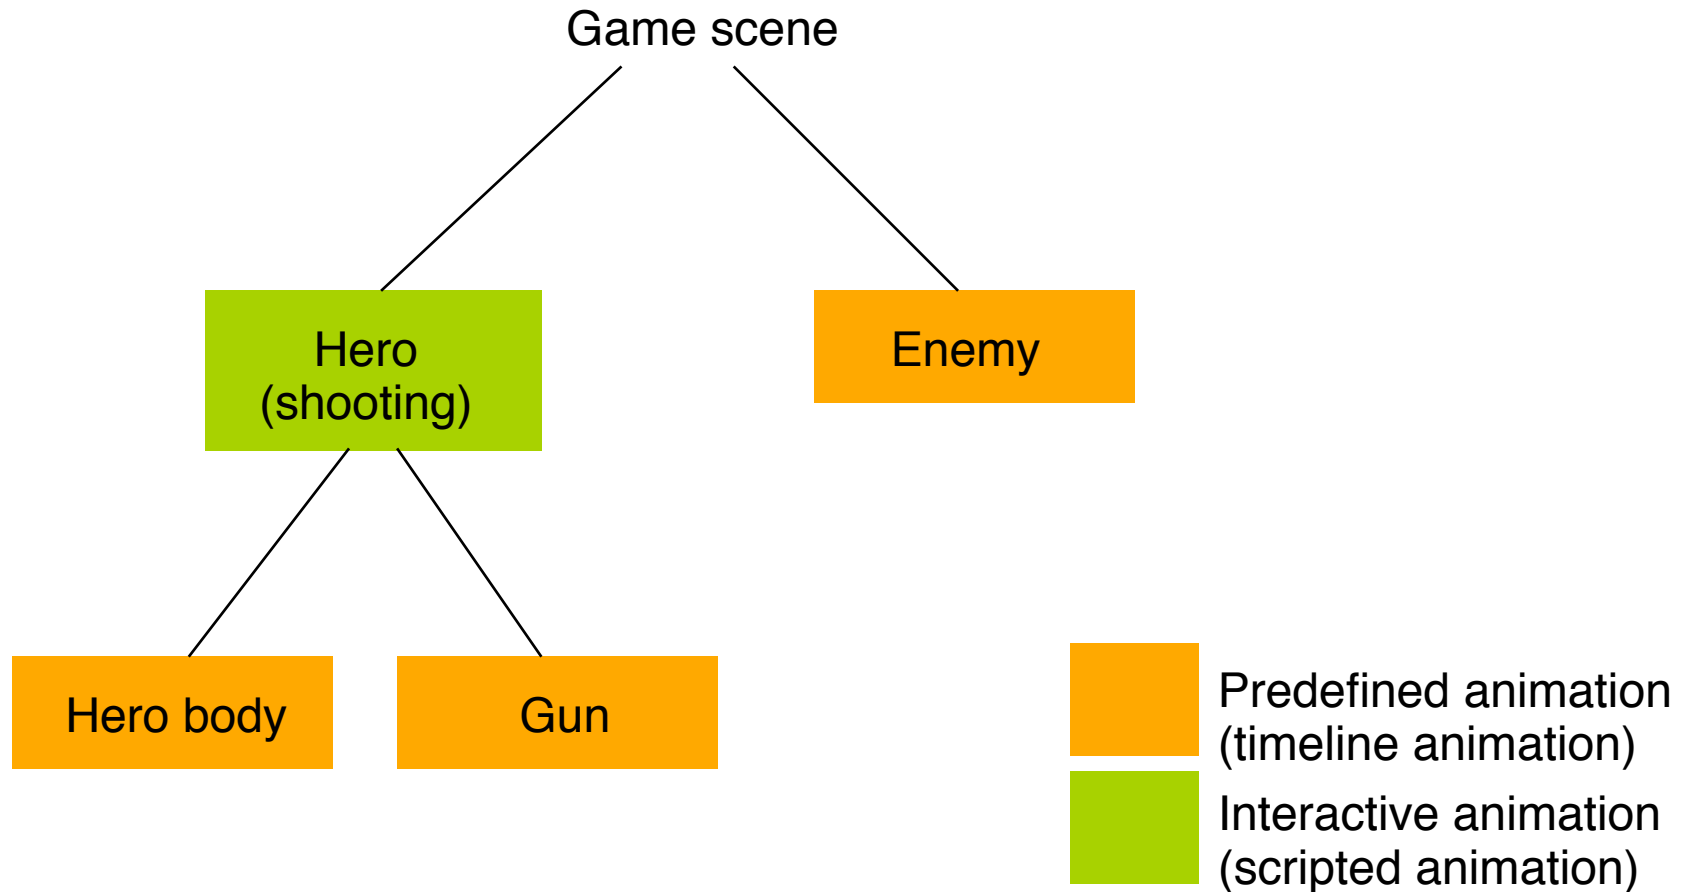 Game scene
Hero
(shooting)
Enemy
Hero body
Gun
Predefined animation
(timeline animation)
Interactive animation
(scripted animation)